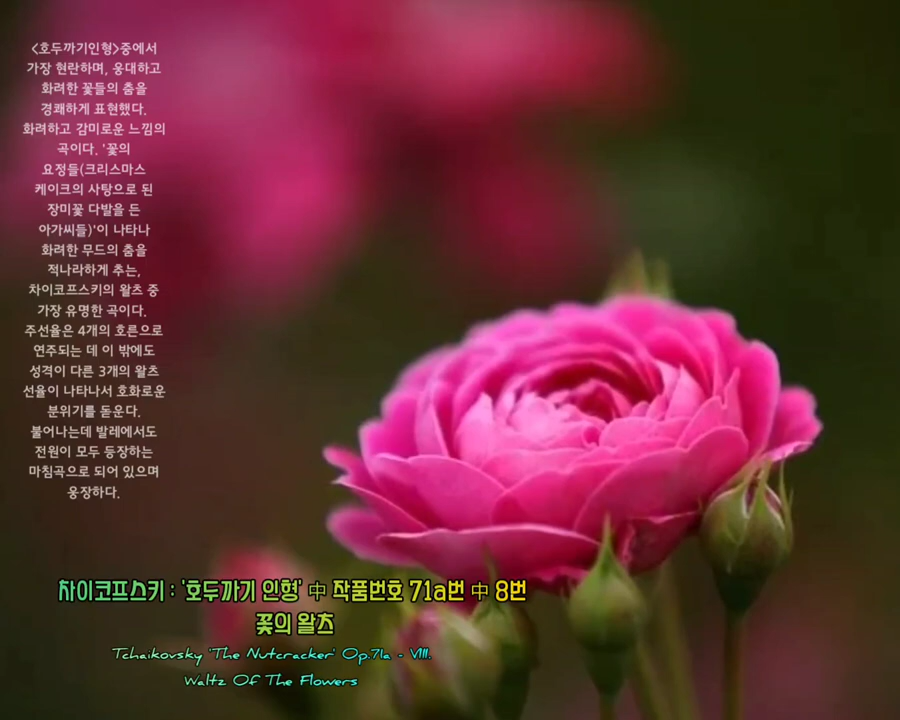 <호두까기인형>중에서
가장 현란하며, 웅대하고
화려한 꽃들의 춤을
경쾌하게 표현했다.
화려하고 감미로운 느낌의
곡이다. '꽃의
요정들(크리스마스
케이크의 사탕으로 된
장미꽃 다발을 든
아가씨들)'이 나타나
화려한 무드의 춤을
적나라하게 추는,
차이코프스키의 왈츠 중
가장 유명한 곡이다.
주선율은 4개의 호른으로
연주되는 데 이 밖에도
성격이 다른 3개의 왈츠
선율이 나타나서 호화로운
분위기를 돋운다.
불어나는데 발레에서도
전원이 모두 등장하는
마침곡으로 되어 있으며
웅장하다.
차이코프스키 : '호두까기 인형' 中 작품번호 71a번 中 8번
꽃의 왈츠
Tchaikovsky 'The Nutcracker' Op.71a - VIII.
Waltz Of The Flowers